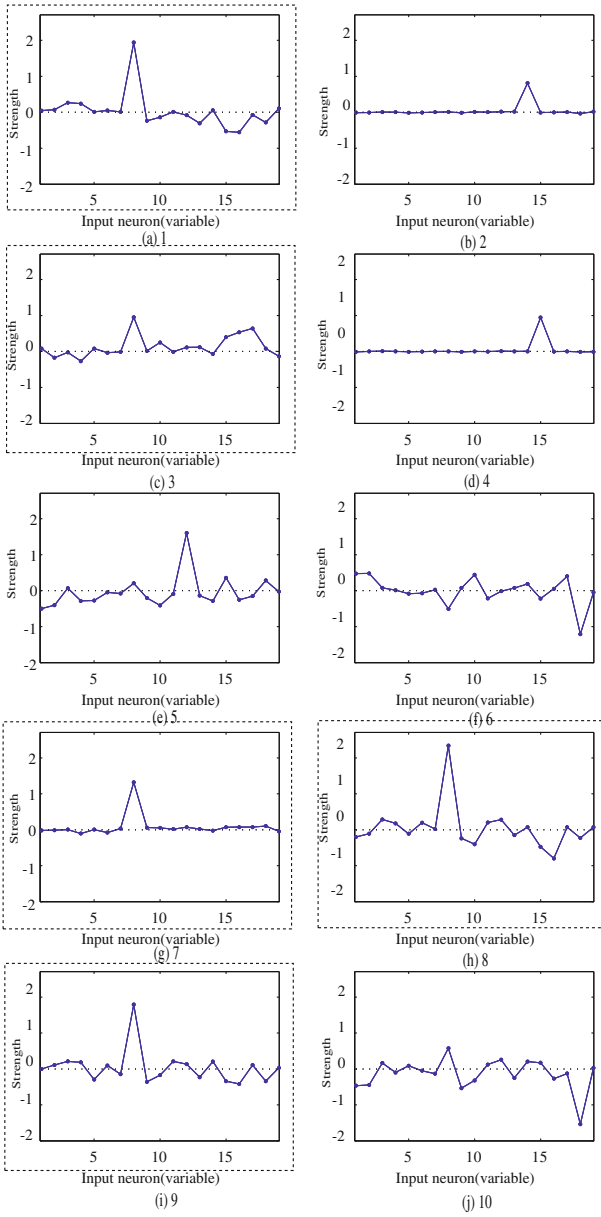 2
1
0
-1
-2
Strength
5 10 15
Input neuron(variable)
(a) 1
2
1
0
-1
-2
Strength
5 10 15
Input neuron(variable)
(b) 2
2
1
0
-1
-2
Strength
5 10 15
Input neuron(variable)
(c) 3
2
1
0
-1
-2
Strength
5 10 15
Input neuron(variable)
(d) 4
2
1
0
-1
-2
Strength
5 10 15
Input neuron(variable)
(e) 5
2
1
0
-1
-2
Strength
5 10 15
Input neuron(variable)
(f) 6
2
1
0
-1
-2
Strength
5 10 15
Input neuron(variable)
(g) 7
2
1
0
-1
-2
Strength
5 10 15
Input neuron(variable)
(h) 8
2
1
0
-1
-2
Strength
5 10 15
Input neuron(variable)
(i) 9
2
1
0
-1
-2
Strength
5 10 15
Input neuron(variable)
(j) 10